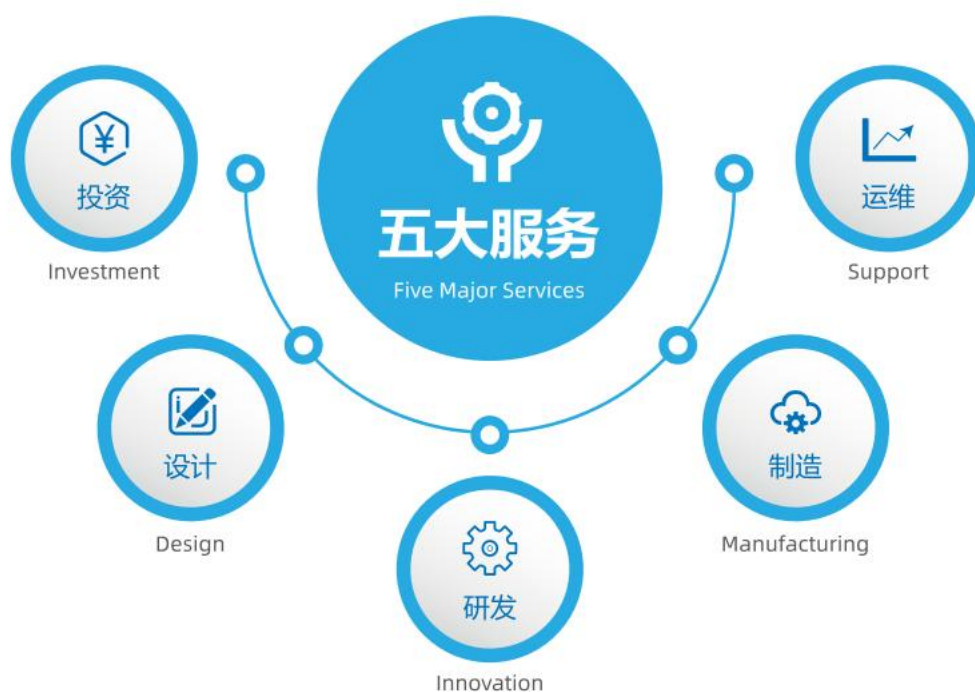 五大服务
Five Major Services
投资
Investment
设计
Design
研发
Innovation
制造
Manufacturing
运维
Support